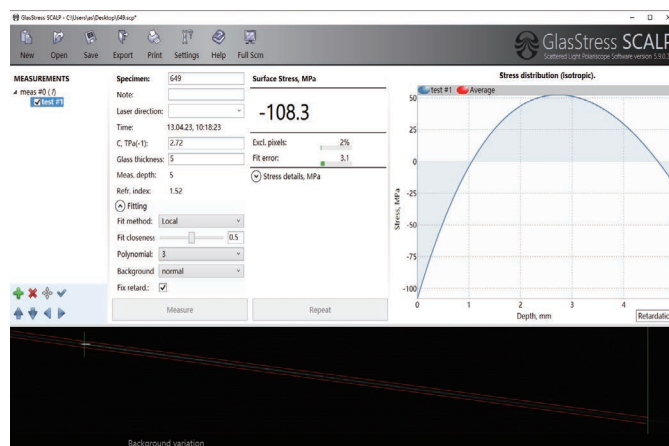 GlasStress SCALP - C:\Users\as\Desktop\649.scp*
New Open Save Export Print Settings Help Full Scrn
GlasStress SCALP
Scattered Light Polariscope Software version 5.9.0.3
MEASUREMENTS
meas #0 (7)
test #1
Specimen: 649
Note:
Laser direction:
Time: 13.04.23, 10:18:23
C, TPa(-1): 2.72
Glass thickness: 5
Meas. depth: 5
Refr. index: 1.52
Fitting
Fit method: Local
Fit closeness 0.5
Polynomial: 3
Background normal
Fix retard.:
Measure
Surface Stress, MPa
-108.3
Excl. pixels: 2%
Fit error: 3.1
Stress details, MPa
Repeat
Stress distribution (isotropic).
test #1 Average
Stress, MPa
50
25
0
-25
-50
-75
-100
0 1 2 3 4
Depth, mm
Retardatic
Background variation